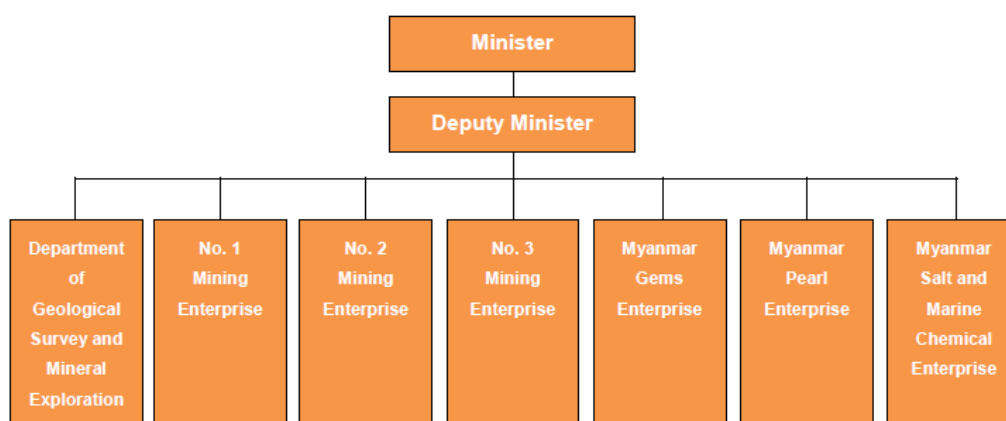 Minister
Deputy Minister
Department
of
Geological
Survey and
Mineral
Exploration
No. 1
Mining
Enterprise
No. 2
Mining
Enterprise
No. 3
Mining
Enterprise
Myanmar
Gems
Enterprise
Myanmar
Pearl
Enterprise
Myanmar
Salt and
Marine
Chemical
Enterprise